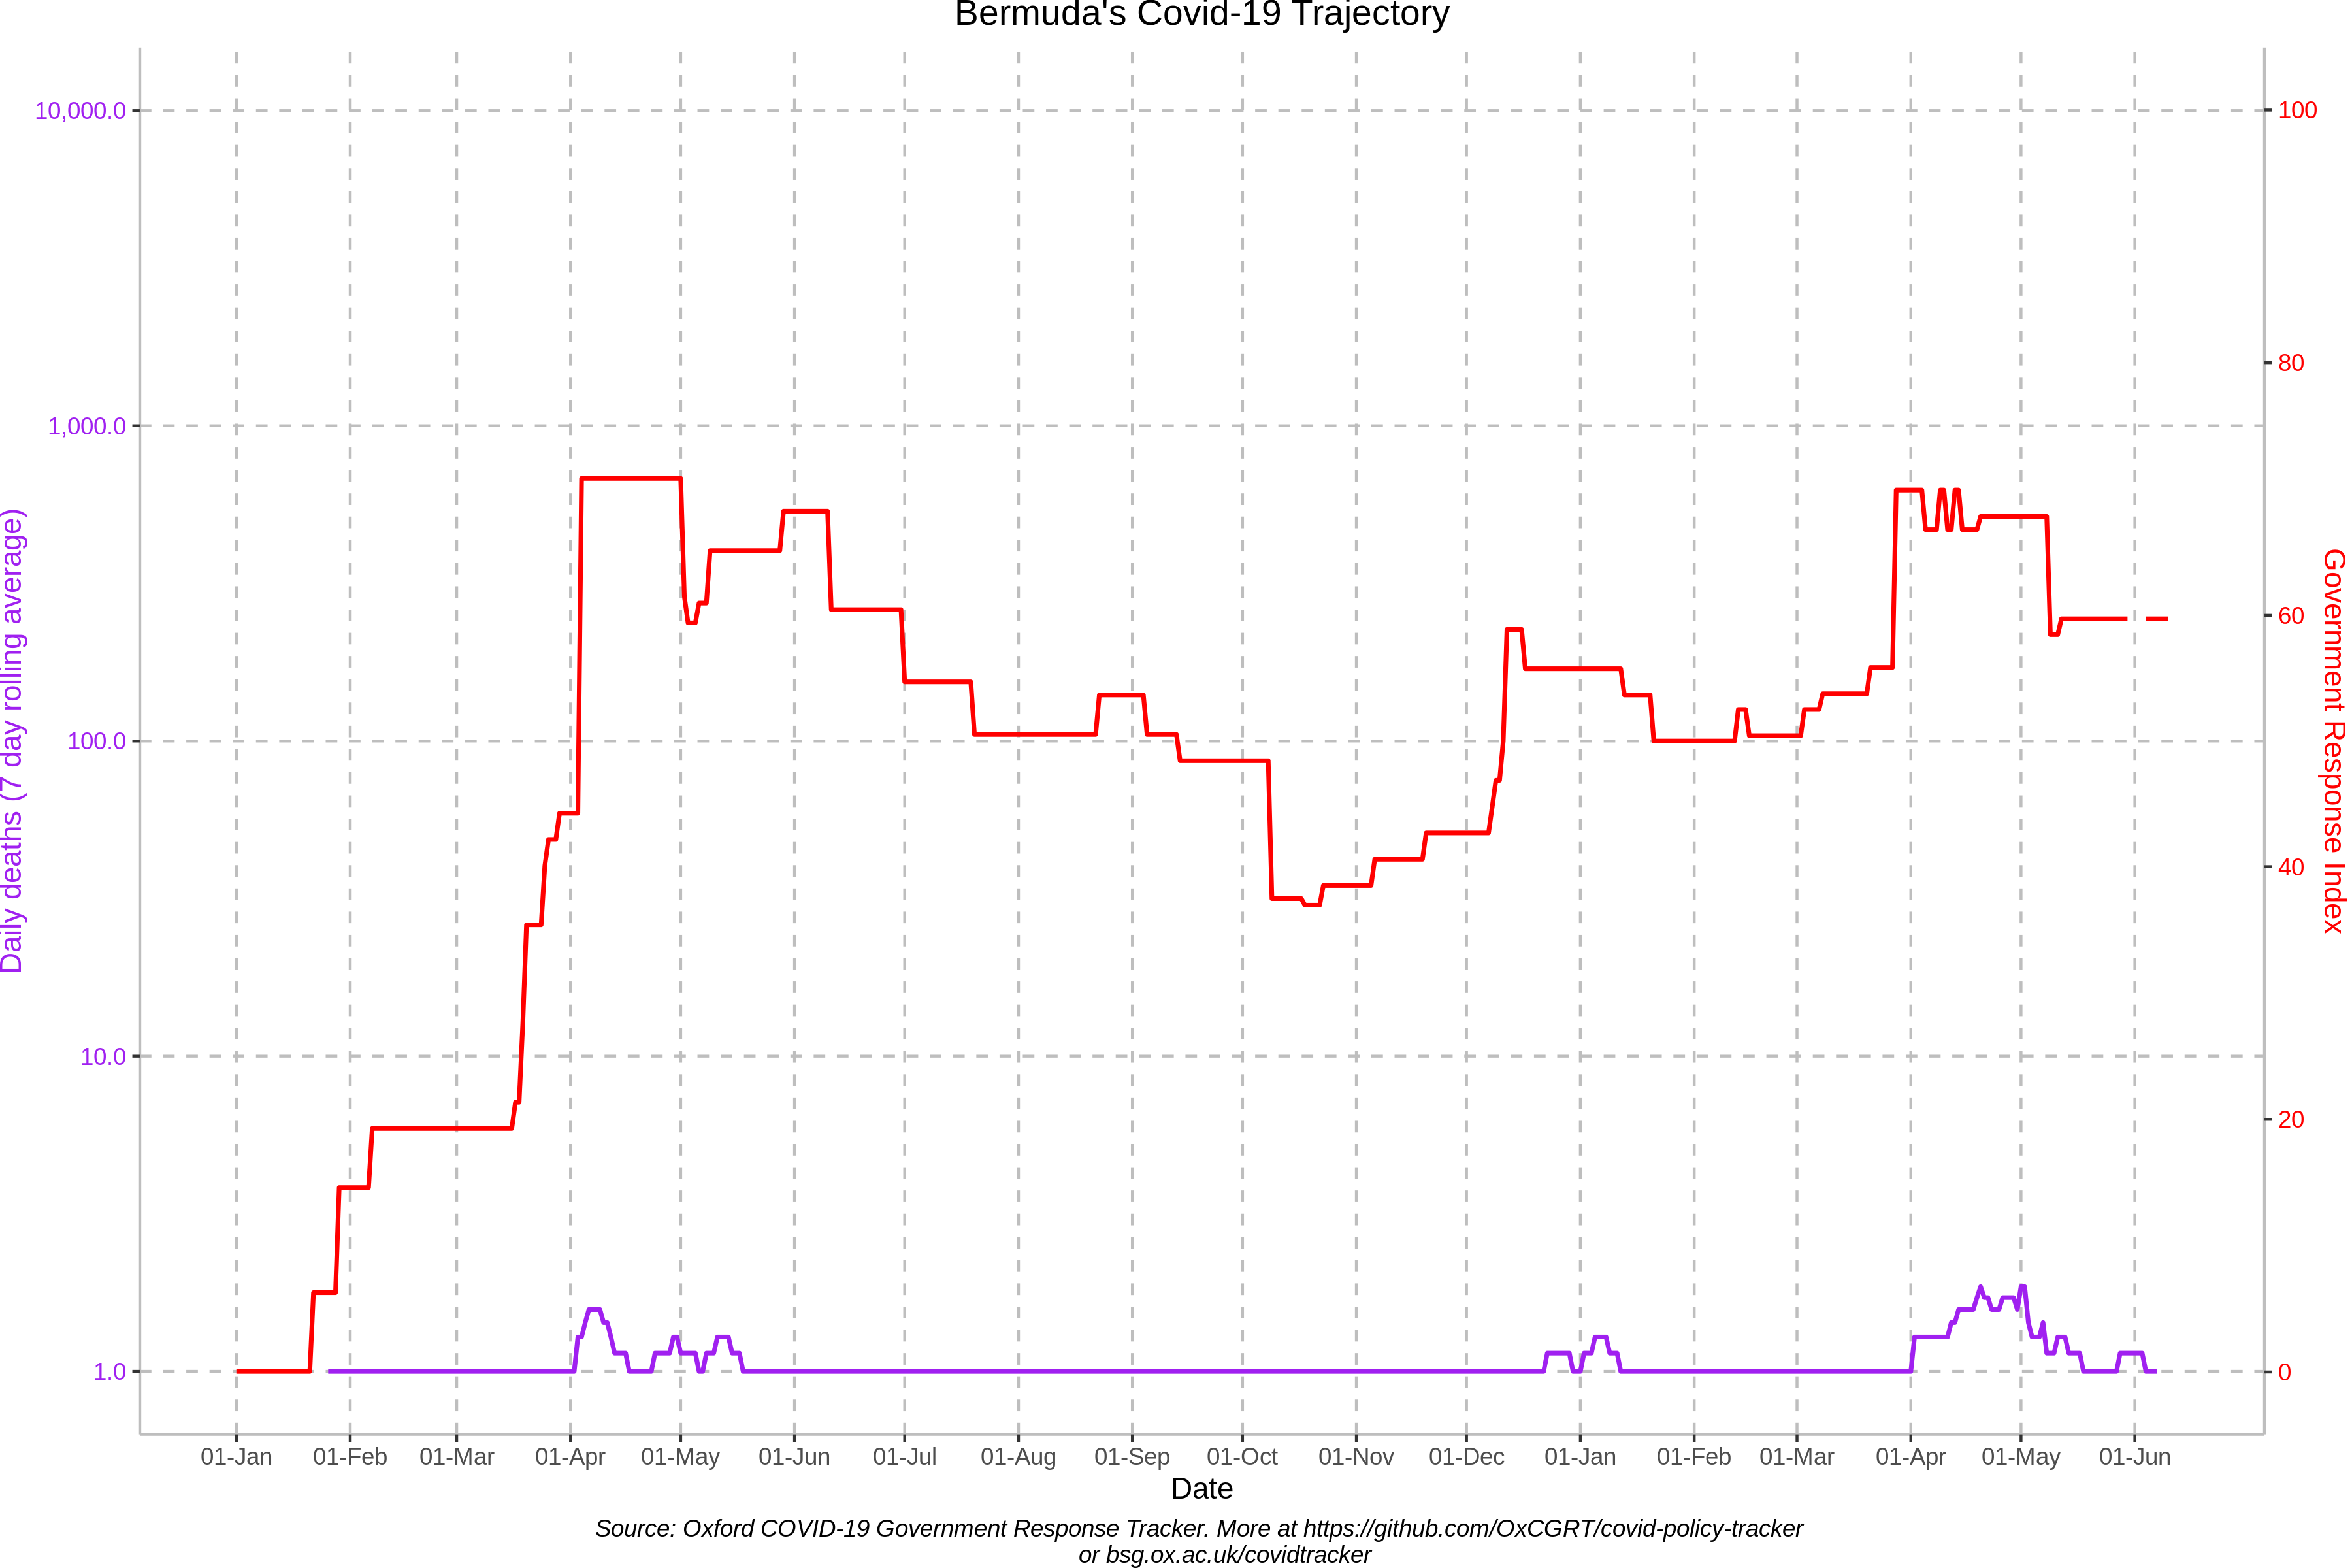 Bermuda's Covid-19 Trajectory
10,000.0
1,000.0
100.0
10.0
1.0
Daily deaths (7 day rolling average)
100
80
60
40
20
0
Government Response Index
01-Jan 01-Feb 01-Mar 01-Apr 01-May 01-Jun 01-Jul 01-Aug 01-Sep 01-Oct 01-Nov 01-Dec 01-Jan 01-Feb 01-Mar 01-Apr 01-May 01-Jun
Date
Source: Oxford COVID-19 Government Response Tracker. More at https://github.com/OxCGRT/covid-policy-tracker
or bsg.ox.ac.uk/covidtracker